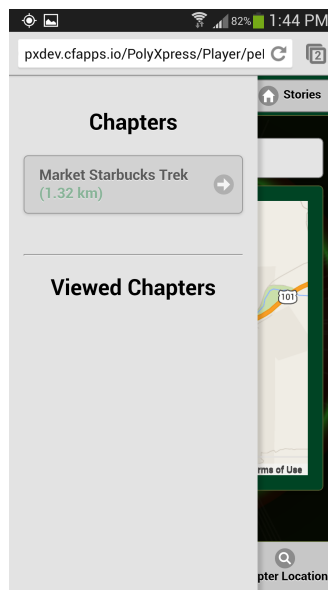 82% 1:44 PM
pxdev.cfapps.io/PolyXpress/Player/pel
2
Stories
Chapters
Market Starbucks Trek
(1.32 km)
Viewed Chapters
101
rms of Use
pter Location